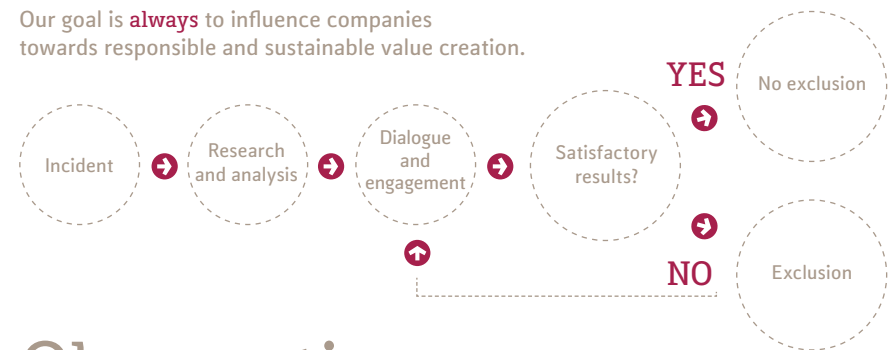 Our goal is always to influence companies
towards responsible and sustainable value creation.
YES
No exclusion
Incident
Research
and analysis
Dialogue
and
engagement
Satisfactory
results?
NO
Exclusion